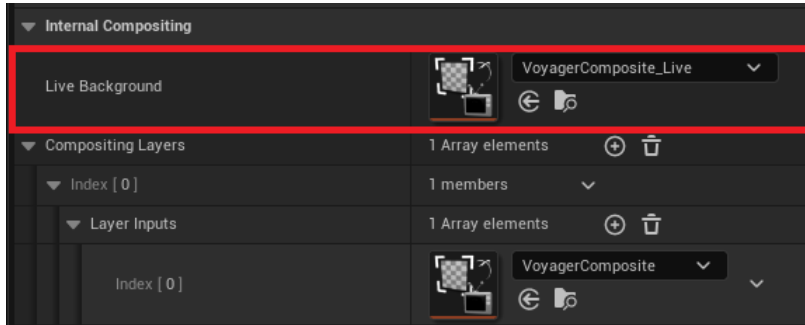 Internal Compositing
Live Background
VoyagerComposite_Live
Compositing Layers
1 Array elements
Index [ 0 ]
1 members
Layer Inputs
1 Array elements
Index [ 0 ]
VoyagerComposite